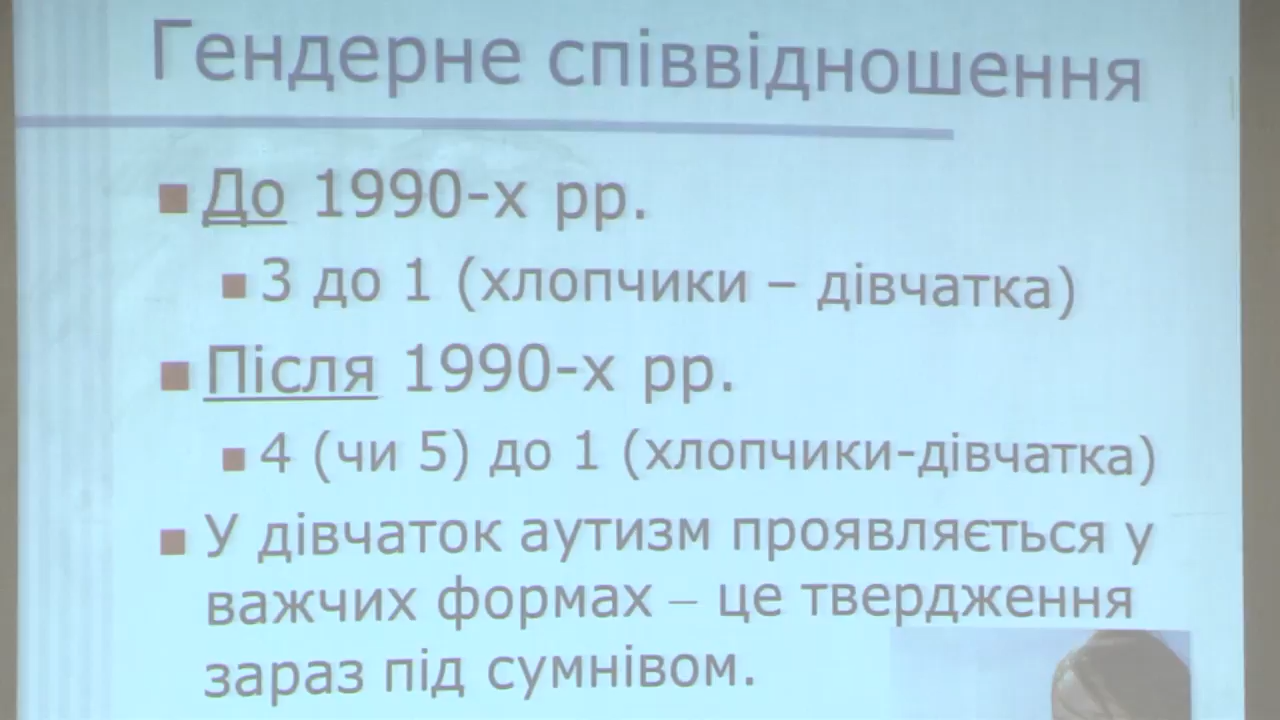 Гендерне співвідношення
До 1990-х рр.
3 до 1 (хлопчики – дівчатка)
Після 1990-х рр.
4 (чи 5) до 1 (хлопчики-дівчатка)
У дівчаток аутизм проявляється у
важчих формах – це твердження
зараз під сумнівом.